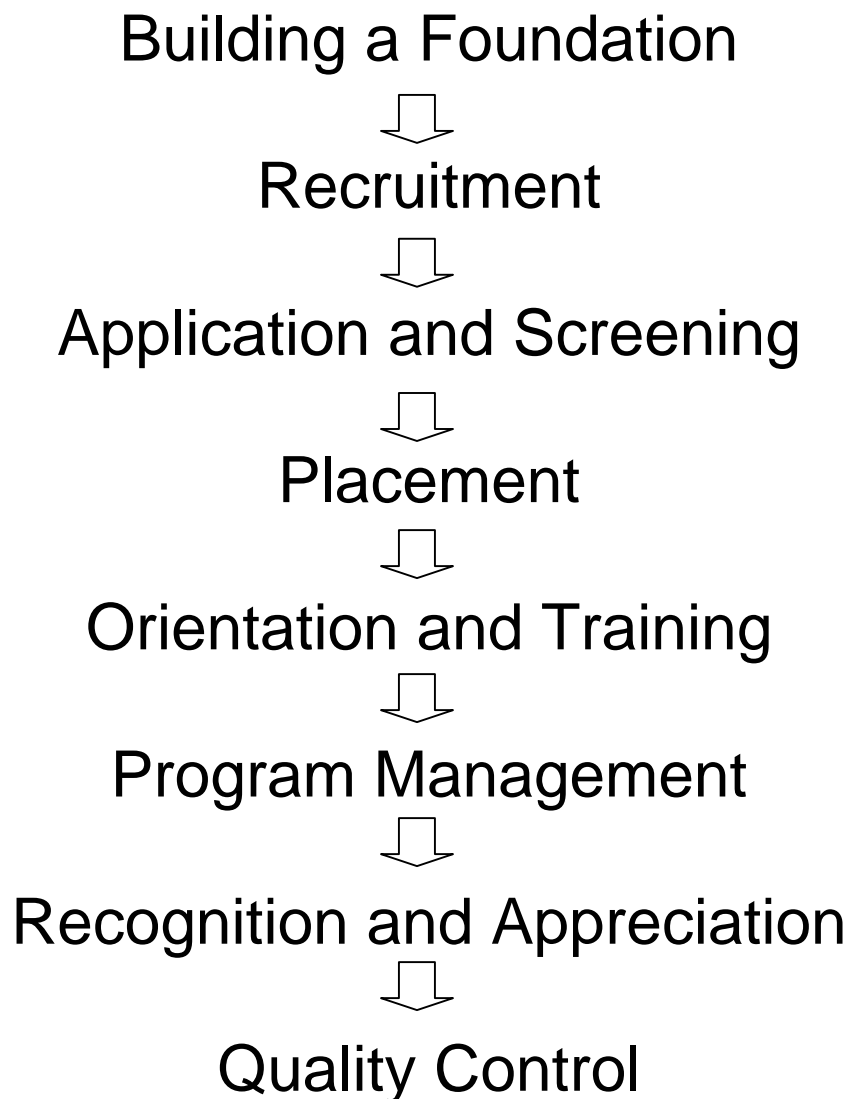 Building a Foundation
Recruitment
Application and Screening
Placement
Orientation and Training
Program Management
Recognition and Appreciation
Quality Control